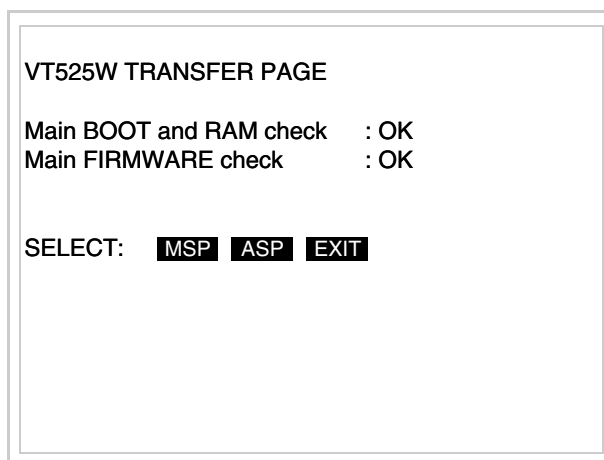 VT525W TRANSFER PAGE
Main BOOT and RAM check : OK
Main FIRMWARE check : OK
SELECT: MSP ASP EXIT